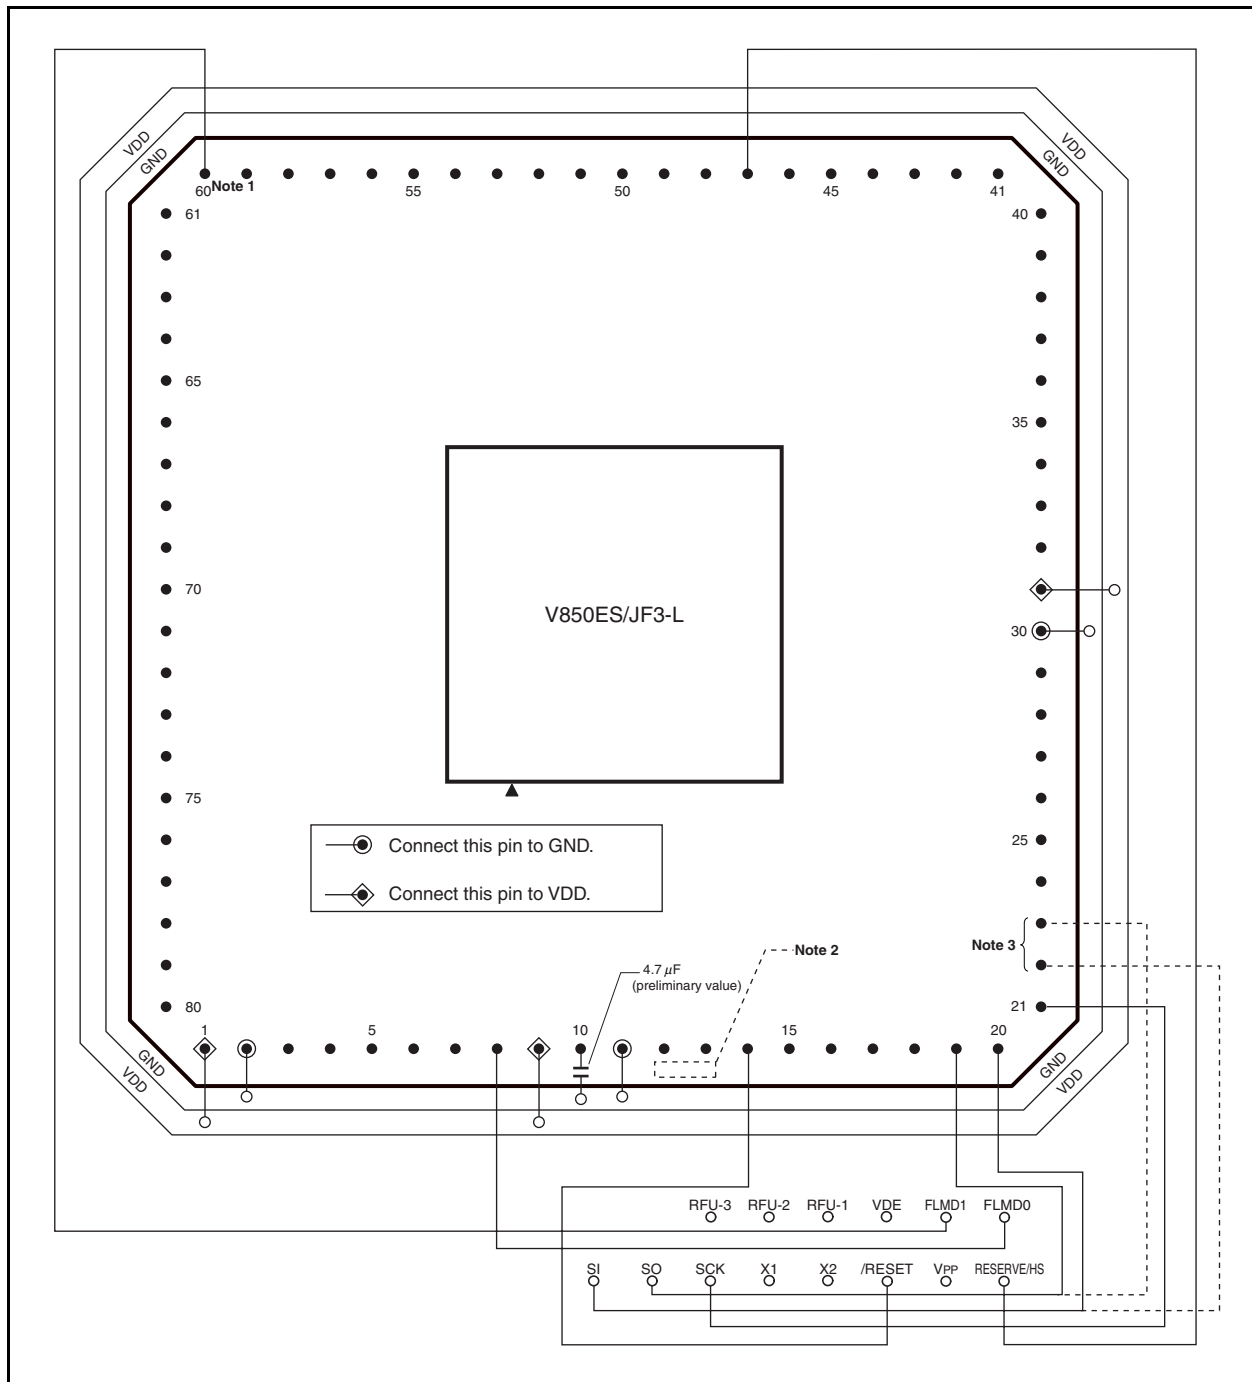 VDD
GND
VDD
GND
60 Note 1
55
50
45
41
61
40
65
35
V850ES/JF3-L
70
30
75
25
Connect this pin to GND.
Connect this pin to VDD.
Note 3
Note 2
4.7 μF
(preliminary value)
80
21
1
5
10
15
20
GND
VDD
GND
VDD
RFU-3 RFU-2 RFU-1 VDE FLMD1 FLMD0
SI SO SCK X1 X2 /RESET VPP RESERVE/HS